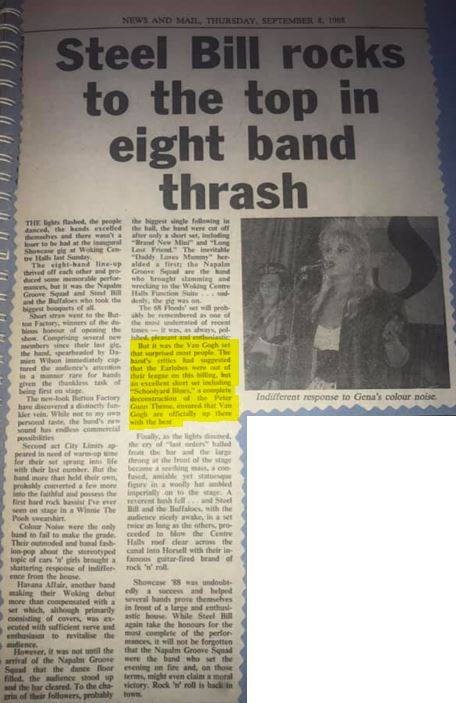 NEWS AND MAIL, THURSDAY, SEPTEMBER 8, 1988
Steel Bill rocks
to the top in
eight band
thrash
THE lights flashed, the people
danced, the bands excelled
themselves and there wasn't a
loser to be had at the inaugural
Showcase gig at Woking Cen-
tre Halls last Sunday.
The eight-band line-up
thrived off each other and pro-
duced some memorable perfor-
mances, but it was the Napalm
Groove Squad and Steel Bill
and the Buffaloes who took the
biggest bouquets of all.
Short straw went to the But-
ton Factory, winners of the du-
bious honour of opening the
show. Comprising several new
members since their last gig,
the band, spearheaded by Da-
mien Wilson immediately cap-
tured the audience's attention
in a manner rare for bands
given the thankless task of
being first on stage.
The new-look Button Factory
have discovered a distinctly fun-
kier vein. While not to my own
personal taste, the band's new
sound has endless commercial
possibilities
Second act City Limits ap-
peared in need of warm-up time
for their set sprang into life
with their last number. But the
band more than held their own,
probably converted a few more
into the faithful and possess the
first hard rock bassist I've ever
seen on stage in a Winnie The
Pooh sweatshirt.
Colour Noise were the only
band to fail to make the grade.
Their outmoded and banal fash-
ion-pop about the stereotyped
topic of cars 'n' girls brought a
shattering response of indiffer-
ence from the house.
Havana Affair, another band
making their Woking debut
more than compensated with a
set which, although primarily
consisting of covers, was ex-
ecuted with sufficient verve and
enthusiasm to revitalise the
audience.
However, it was not until the
arrival of the Napalm Groove
Squad that the dance floor
filled, the audience stood up
and the bar cleared. To the cha-
grin of their followers, probably
the biggest single following in
the hall, the band were cut off
after only a short set, including
"Brand New Mini" and "Long
Lost Friend." The inevitable
"Daddy Loves Mummy" her-
alded a first; the Napalm
Groove Squad are the band
who brought slamming and
wrecking to the Woking Centre
Halls Function Suite . . . sud-
denly, the gig was on.
The 68 Floods' set will prob-
ably be remembered as one of
the most underrated of recent
times — it was, as always, pol-
ished, pleasant and enthusiastic.
But it was the Van Gogh set
that surprised most people. The
band's critics had suggested
that the Earlobes were out of
their league on this billing, but
an excellent short set including
"Schoolyard Blues," a complete
deconstruction of the Peter
Gunn Theme, ensured that Van
Gogh are officially up there
with the best.
Finally, as the lights dimmed,
the cry of "last orders" hailed
from the bar and the large
throng at the front of the stage
became a seething mass, a con-
fused, amiable yet statuesque
figure in a woolly hat ambled
imperially on to the stage. A
reverent hush fell . . . and Steel
Bill and the Buffaloes, with the
audience nicely awake, in a set
twice as long as the others, pro-
ceeded to blow the Centre
Halls roof clear across the
canal into Horsell with their in-
famous guitar-fired brand of
rock 'n' roll.
Showcase '88 was undoubt-
edly a success and helped
several bands prove themselves
in front of a large and enthusi-
astic house. While Steel Bill
again take the honours for the
most complete of the perfor-
mances, it will not be forgotten
that the Napalm Groove Squad
were the band who set the
evening on fire and, on those
terms, might even claim a moral
victory. Rock 'n' roll is back in
town.
Indifferent response to Gena's colour noise.